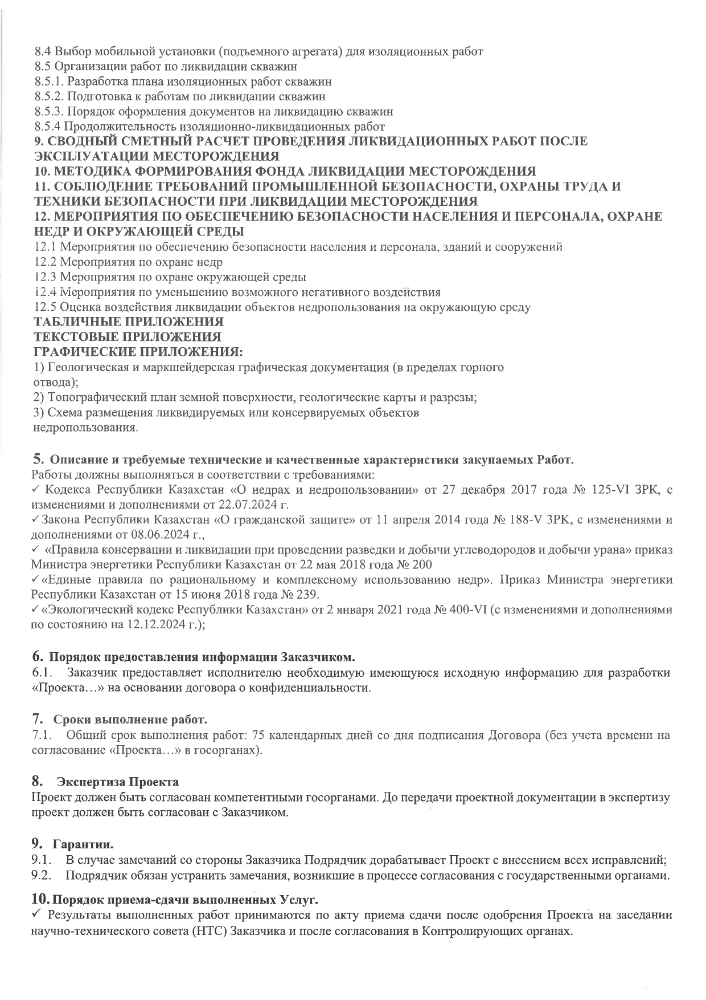 8.4 Выбор мобильной установки (подъемного агрегата) для изоляционных работ
8.5 Организации работ по ликвидации скважин
8.5.1. Разработка плана изоляционных работ скважин
8.5.2. Подготовка к работам по ликвидации скважин
8.5.3. Порядок оформления документов на ликвидацию скважин
8.5.4 Продолжительность изоляционно-ликвидационных работ
9. СВОДНЫЙ СМЕТНЫЙ РАСЧЕТ ПРОВЕДЕНИЯ ЛИКВИДАЦИОННЫХ РАБОТ ПОСЛЕ
ЭКСПЛУАТАЦИИ МЕСТОРОЖДЕНИЯ
10. МЕТОДИКА ФОРМИРОВАНИЯ ФОНДА ЛИКВИДАЦИИ МЕСТОРОЖДЕНИЯ
11. СОБЛЮДЕНИЕ ТРЕБОВАНИЙ ПРОМЫШЛЕННОЙ БЕЗОПАСНОСТИ, ОХРАНЫ ТРУДА И
ТЕХНИКИ БЕЗОПАСНОСТИ ПРИ ЛИКВИДАЦИИ МЕСТОРОЖДЕНИЯ
12. МЕРОПРИЯТИЯ ПО ОБЕСПЕЧЕНИЮ БЕЗОПАСНОСТИ НАСЕЛЕНИЯ И ПЕРСОНАЛА, ОХРАНЕ
НЕДР И ОКРУЖАЮЩЕЙ СРЕДЫ
12.1 Мероприятия по обеспечению безопасности населения и персонала, зданий и сооружений
12.2 Мероприятия по охране недр
12.3 Мероприятия по охране окружающей среды
12.4 Мероприятия по уменьшению возможного негативного воздействия
12.5 Оценка воздействия ликвидации объектов недропользования на окружающую среду
ТАБЛИЧНЫЕ ПРИЛОЖЕНИЯ
ТЕКСТОВЫЕ ПРИЛОЖЕНИЯ
ГРАФИЧЕСКИЕ ПРИЛОЖЕНИЯ:
1) Геологическая и маркшейдерская графическая документация (в пределах горного
отвода);
2) Топографический план земной поверхности, геологические карты и разрезы;
3) Схема размещения ликвидируемых или консервируемых объектов
недропользования.
5. Описание и требуемые технические и качественные характеристики закупаемых Работ.
Работы должны выполняться в соответствии с требованиями:
✓ Кодекса Республики Казахстан «О недрах и недропользовании» от 27 декабря 2017 года № 125-VI ЗРК, с
изменениями и дополнениями от 22.07.2024 г.
✓ Закона Республики Казахстан «О гражданской защите» от 11 апреля 2014 года № 188-V ЗРК, с изменениями и
дополнениями от 08.06.2024 г.,
✓ «Правила консервации и ликвидации при проведении разведки и добычи углеводородов и добычи урана» приказ
Министра энергетики Республики Казахстан от 22 мая 2018 года № 200
✓ «Единые правила по рациональному и комплексному использованию недр». Приказ Министра энергетики
Республики Казахстан от 15 июня 2018 года № 239.
✓ «Экологический кодекс Республики Казахстан» от 2 января 2021 года № 400-VI (с изменениями и дополнениями
по состоянию на 12.12.2024 г.);
6. Порядок предоставления информации Заказчиком.
6.1. Заказчик предоставляет исполнителю необходимую имеющуюся исходную информацию для разработки
«Проекта…» на основании договора о конфиденциальности.
7. Сроки выполнение работ.
7.1. Общий срок выполнения работ: 75 календарных дней со дня подписания Договора (без учета времени на
согласование «Проекта…» в госорганах).
8. Экспертиза Проекта
Проект должен быть согласован компетентными госорганами. До передачи проектной документации в экспертизу
проект должен быть согласован с Заказчиком.
9. Гарантии.
9.1. В случае замечаний со стороны Заказчика Подрядчик дорабатывает Проект с внесением всех исправлений;
9.2. Подрядчик обязан устранить замечания, возникшие в процессе согласования с государственными органами.
10. Порядок приема-сдачи выполненных Услуг.
✓ Результаты выполненных работ принимаются по акту приема сдачи после одобрения Проекта на заседании
научно-технического совета (НТС) Заказчика и после согласования в Контролирующих органах.